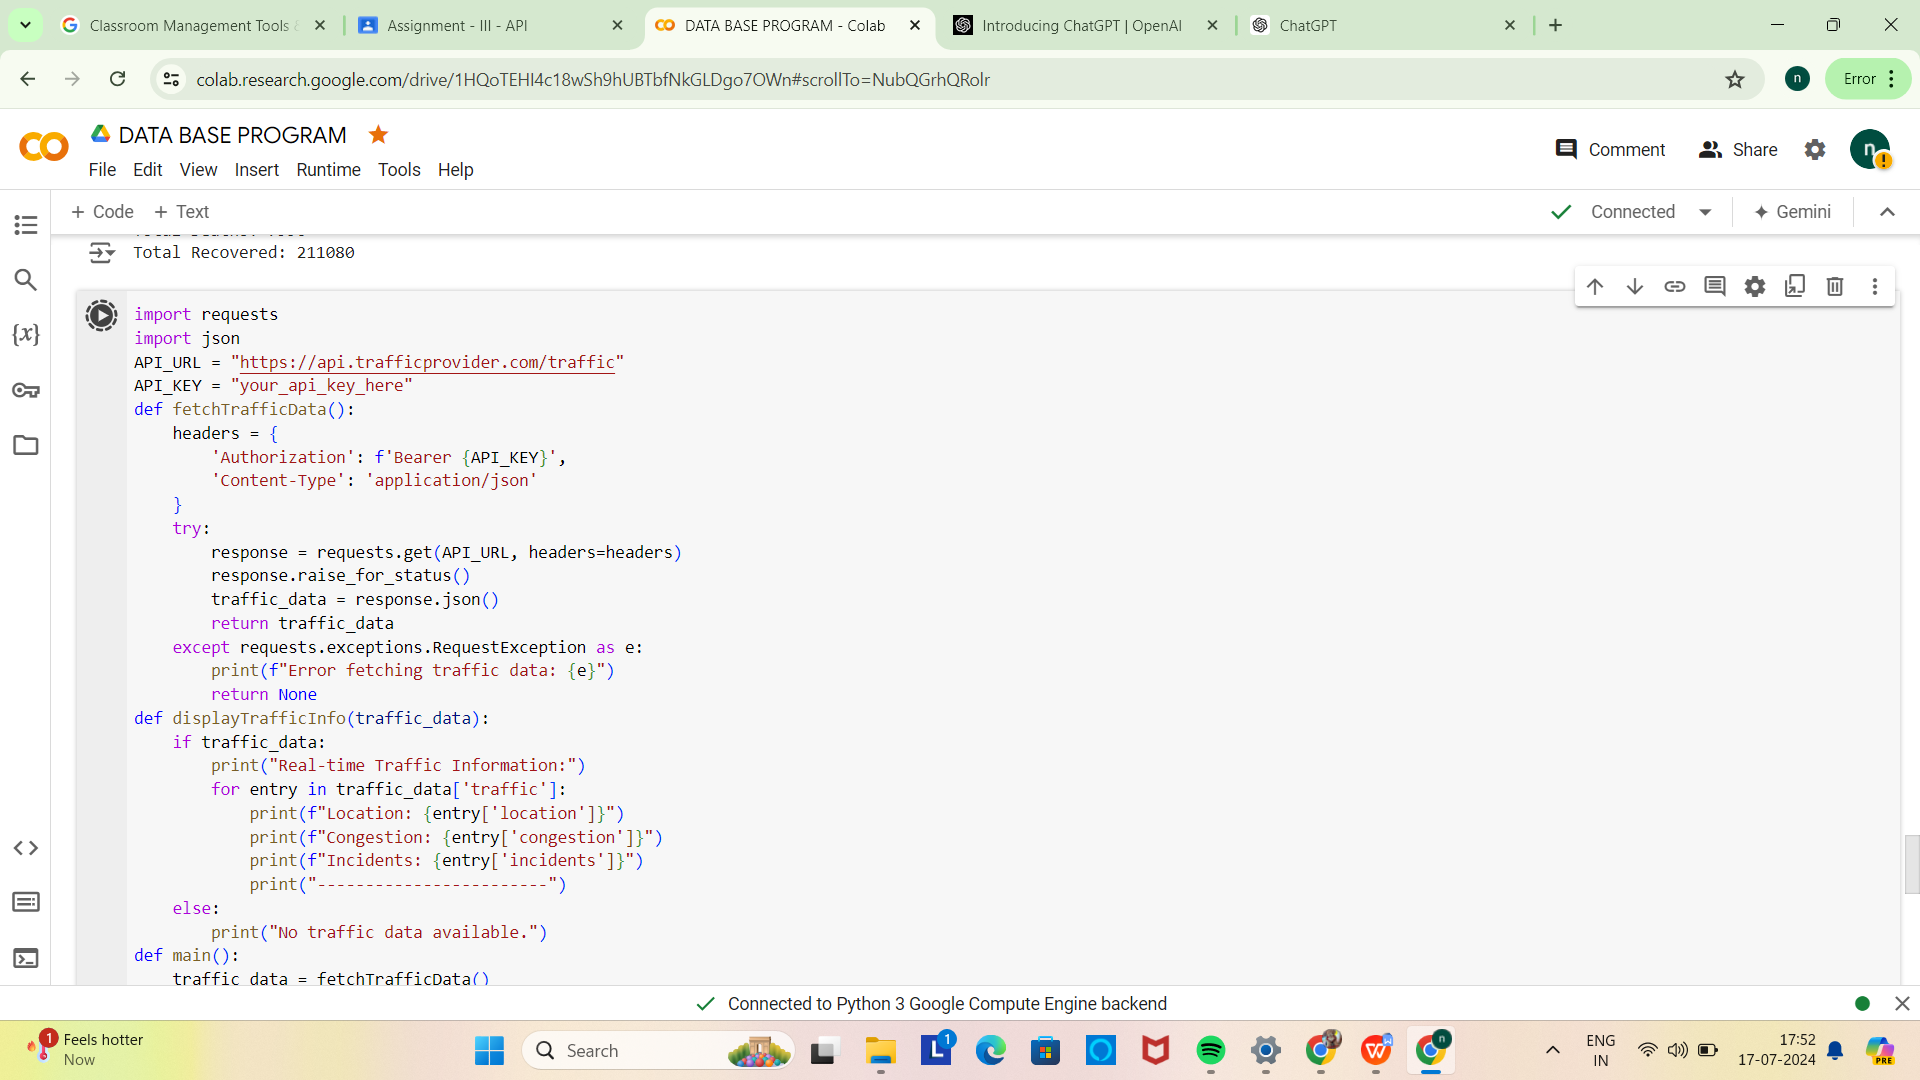 Classroom Management Tools &
Assignment - III - API
DATA BASE PROGRAM - Colab
Introducing ChatGPT | OpenAI
ChatGPT
colab.research.google.com/drive/1HQoTEHI4c18wSh9hUBTbfNkGLDgo7OWn#scrollTo=NubQGrhQRolr
n
Error
DATA BASE PROGRAM
File Edit View Insert Runtime Tools Help
Comment
Share
n
+ Code + Text
Connected
Gemini
Total Recovered: 211080
import requests
import json
API_URL = "https://api.trafficprovider.com/traffic"
API_KEY = "your_api_key_here"
def fetchTrafficData():
    headers = {
        'Authorization': f'Bearer {API_KEY}',
        'Content-Type': 'application/json'
    }
    try:
        response = requests.get(API_URL, headers=headers)
        response.raise_for_status()
        traffic_data = response.json()
        return traffic_data
    except requests.exceptions.RequestException as e:
        print(f"Error fetching traffic data: {e}")
        return None
def displayTrafficInfo(traffic_data):
    if traffic_data:
        print("Real-time Traffic Information:")
        for entry in traffic_data['traffic']:
            print(f"Location: {entry['location']}")
            print(f"Congestion: {entry['congestion']}")
            print(f"Incidents: {entry['incidents']}")
            print("------------------------")
    else:
        print("No traffic data available.")
def main():
    traffic_data = fetchTrafficData()
Connected to Python 3 Google Compute Engine backend
1
Feels hotter
Now
Search
1
n
ENG
IN
17:52
17-07-2024
PRE